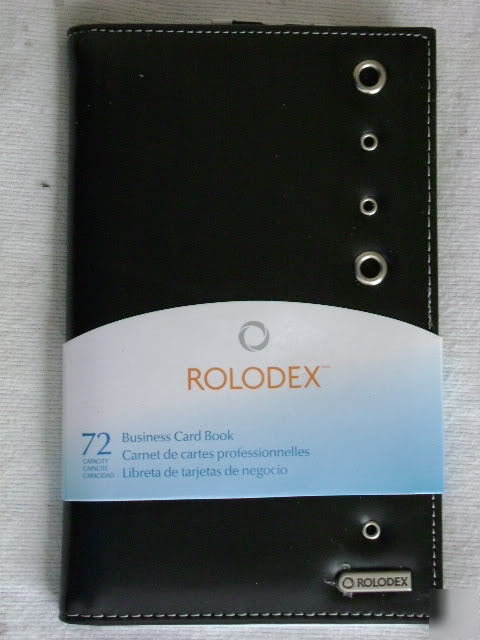 ROLODEX™
72
CAPACITY
CAPACITÉ
CAPACIDAD
Business Card Book
Carnet de cartes professionnelles
Libreta de tarjetas de negocio
ROLODEX